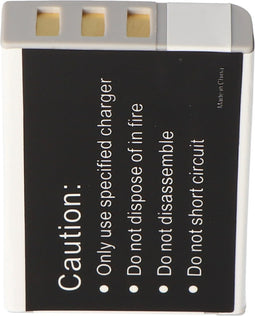 Caution:
• Only use specified charger
• Do not dispose of in fire
• Do not disassemble
• Do not short circuit
Made in China